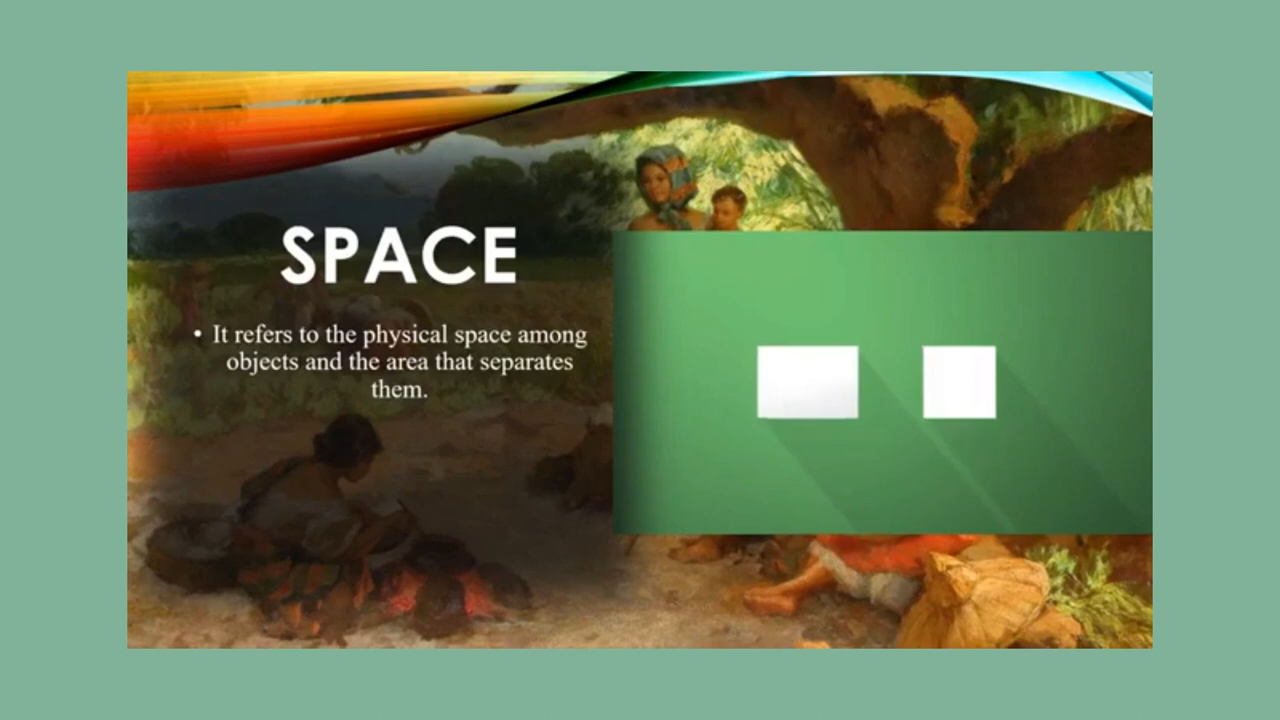 SPACE
• It refers to the physical space among
objects and the area that separates
them.